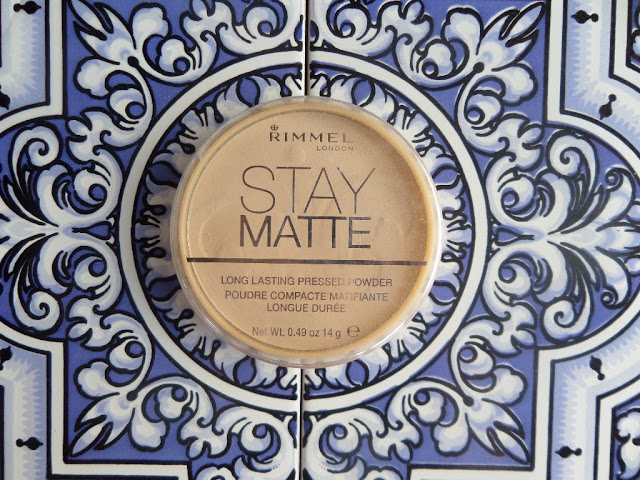 RIMMEL
LONDON
STAY
MATTE
LONG LASTING PRESSED POWDER
POUDRE COMPACTE MATIFIANTE
LONGUE DURÉE
Net Wt. 0.49 oz 14 g ℮